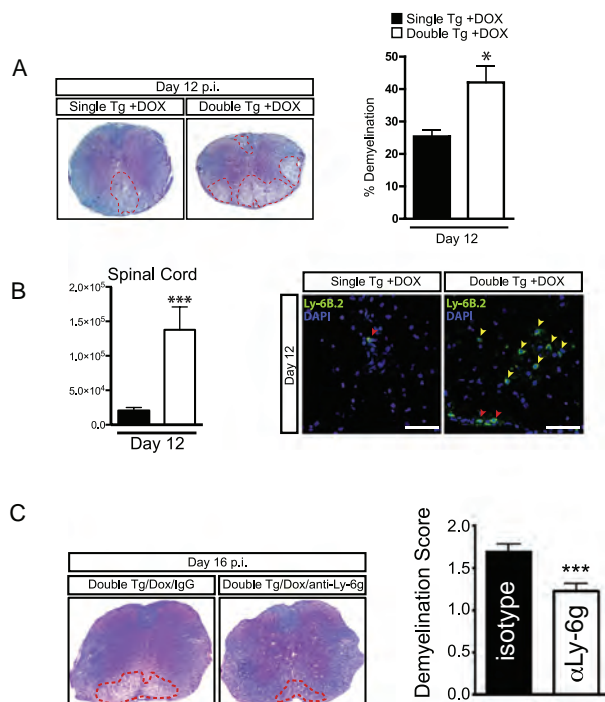 Single Tg +DOX
Double Tg +DOX
A
Day 12 p.i.
Single Tg +DOX Double Tg +DOX
% Demyelination
50
40
30
20
10
0
*
Day 12
B
Spinal Cord
2.0×10⁵
1.5×10⁵
1.0×10⁵
5.0×10⁴
0.0
***
Day 12
Single Tg +DOX Double Tg +DOX
Day 12
Ly-6B.2
DAPI
Ly-6B.2
DAPI
C
Day 16 p.i.
Double Tg/Dox/IgG Double Tg/Dox/anti-Ly-6g
Demyelination Score
2.0
1.5
1.0
0.5
0.0
***
isotype
αLy-6g